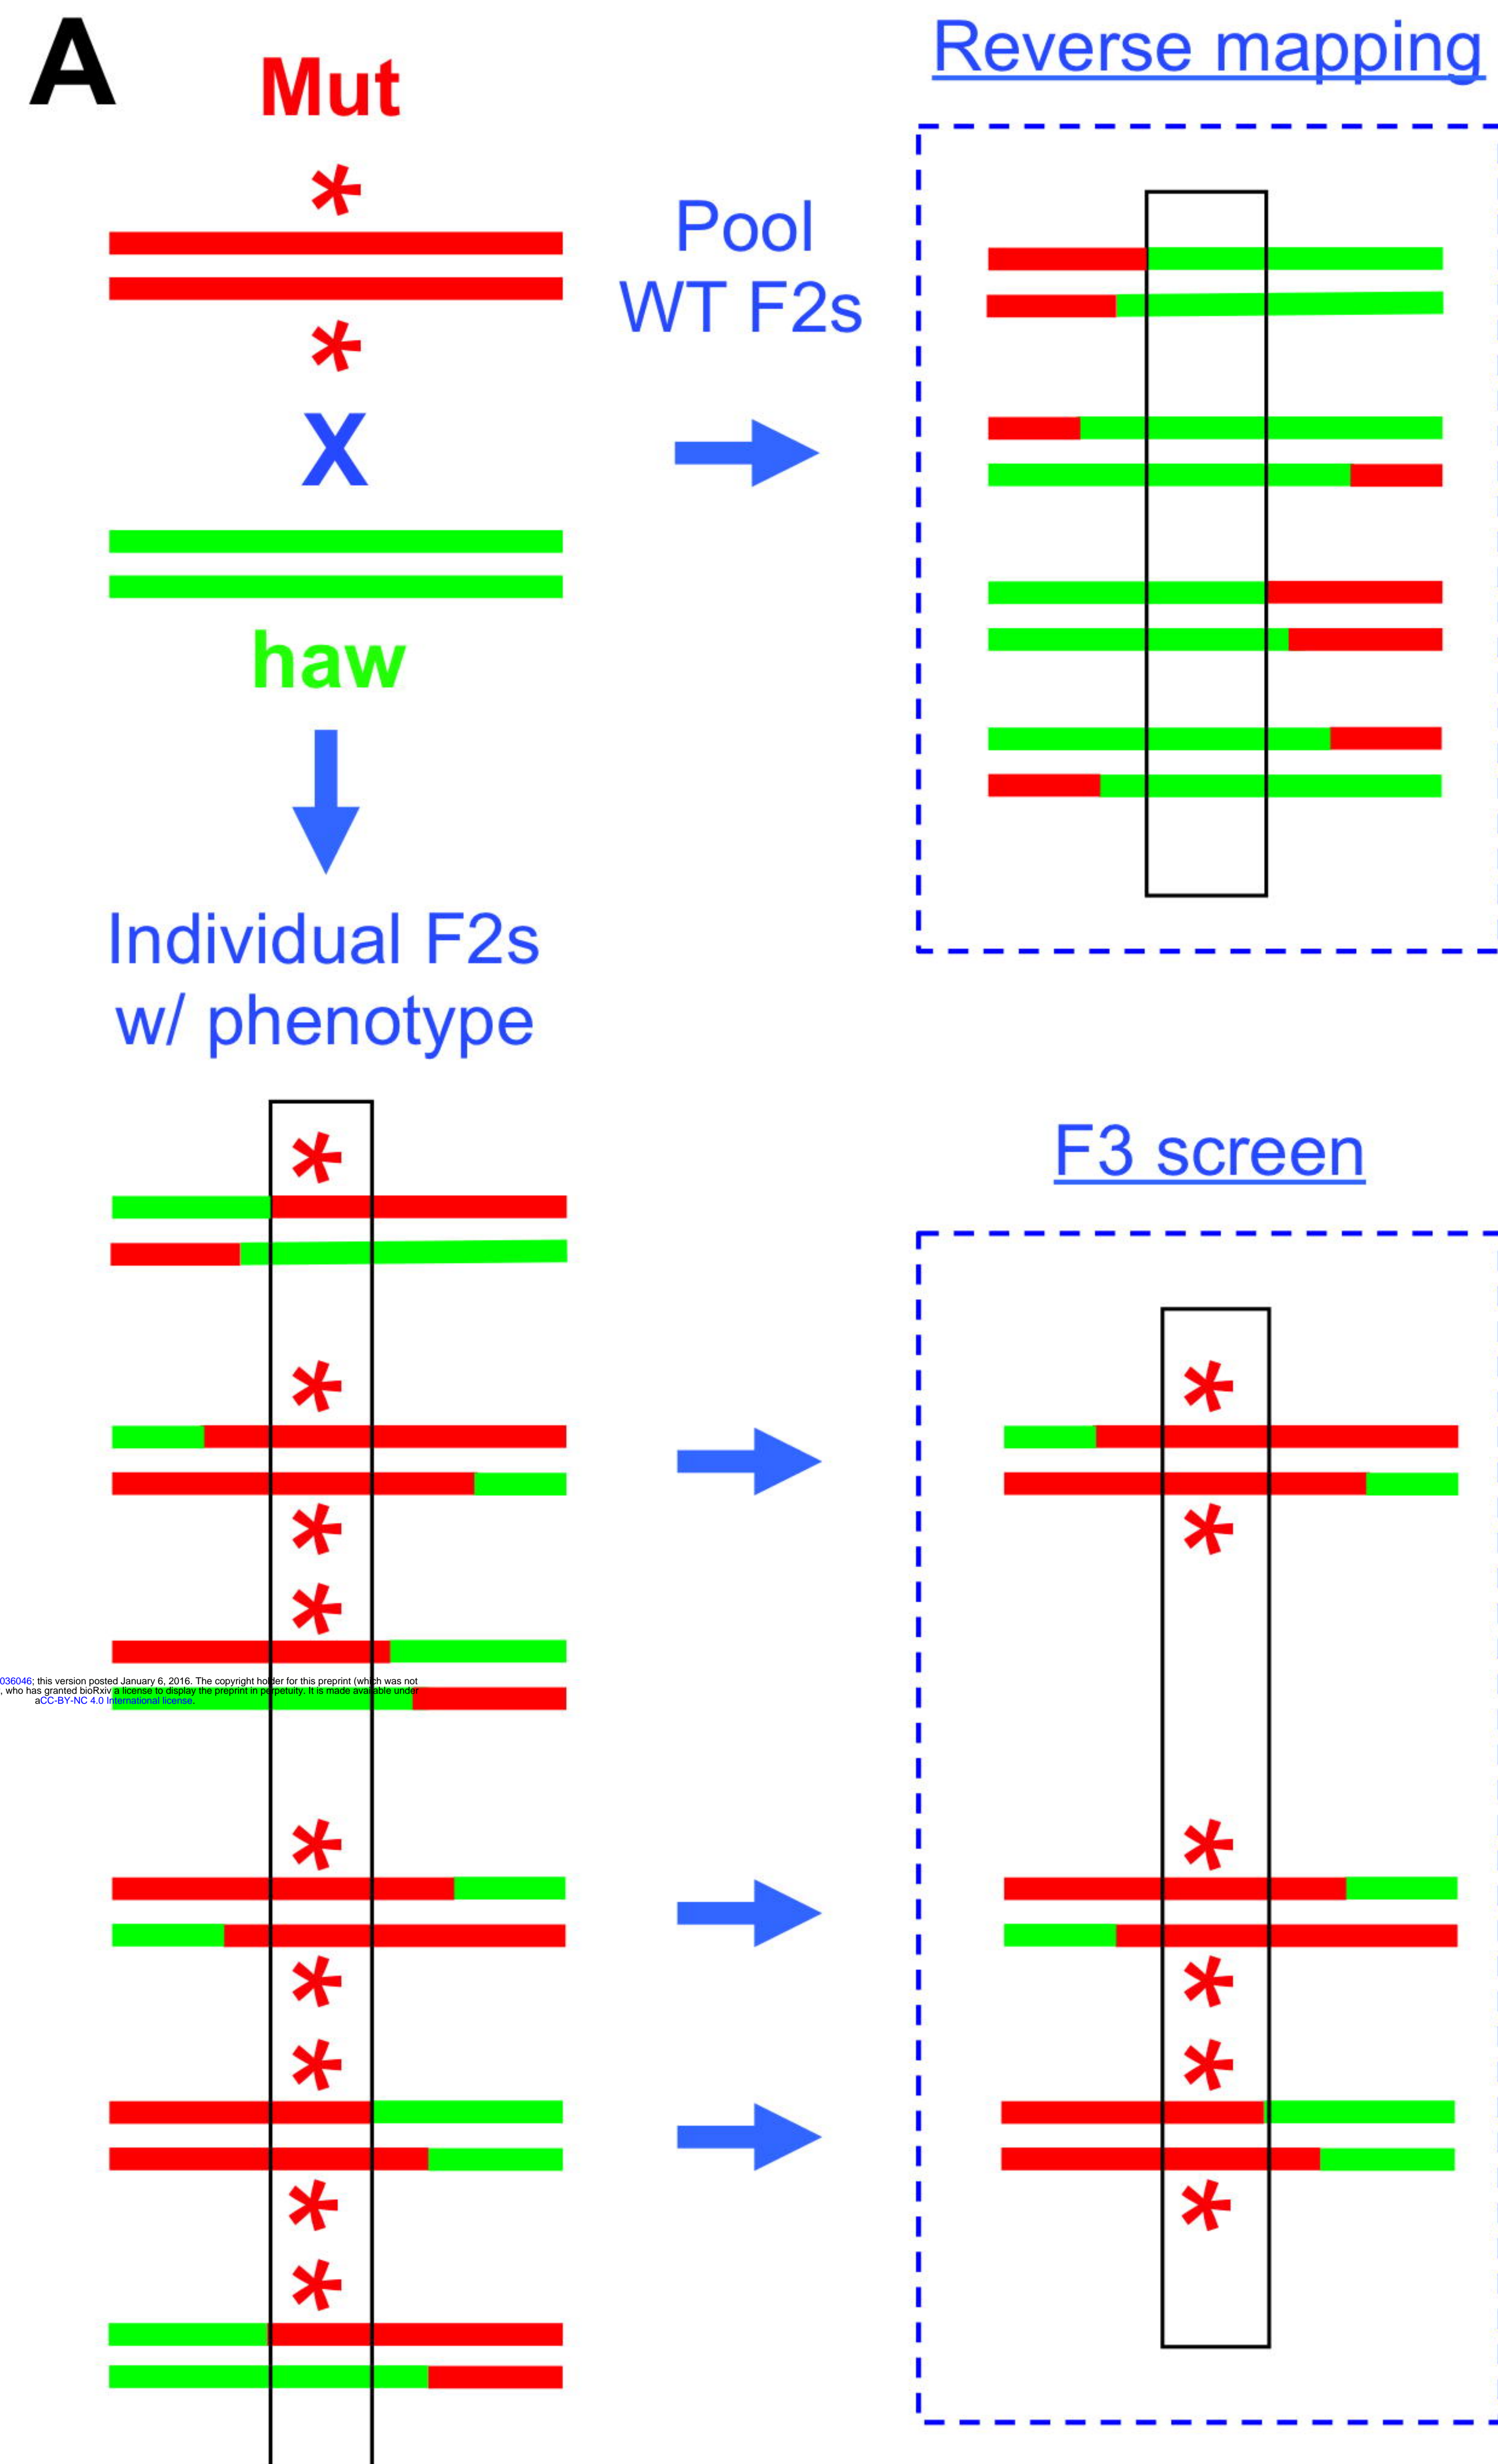 A
Mut
*
*
X
haw
Pool
WT F2s
Reverse mapping
Individual F2s
w/ phenotype
*
*
*
*
036046; this version posted January 6, 2016. The copyright holder for this preprint (which was not
, who has granted bioRxiv a license to display the preprint in perpetuity. It is made available under
aCC-BY-NC 4.0 International license.
*
*
*
*
*
F3 screen
*
*
*
*
*
*